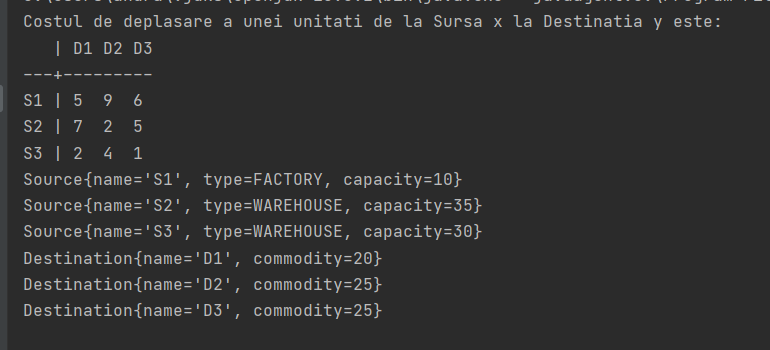 Costul de deplasare a unei unitati de la Sursa x la Destinatia y este:
   | D1 D2 D3
---+---------
S1 | 5  9  6
S2 | 7  2  5
S3 | 2  4  1
Source{name='S1', type=FACTORY, capacity=10}
Source{name='S2', type=WAREHOUSE, capacity=35}
Source{name='S3', type=WAREHOUSE, capacity=30}
Destination{name='D1', commodity=20}
Destination{name='D2', commodity=25}
Destination{name='D3', commodity=25}